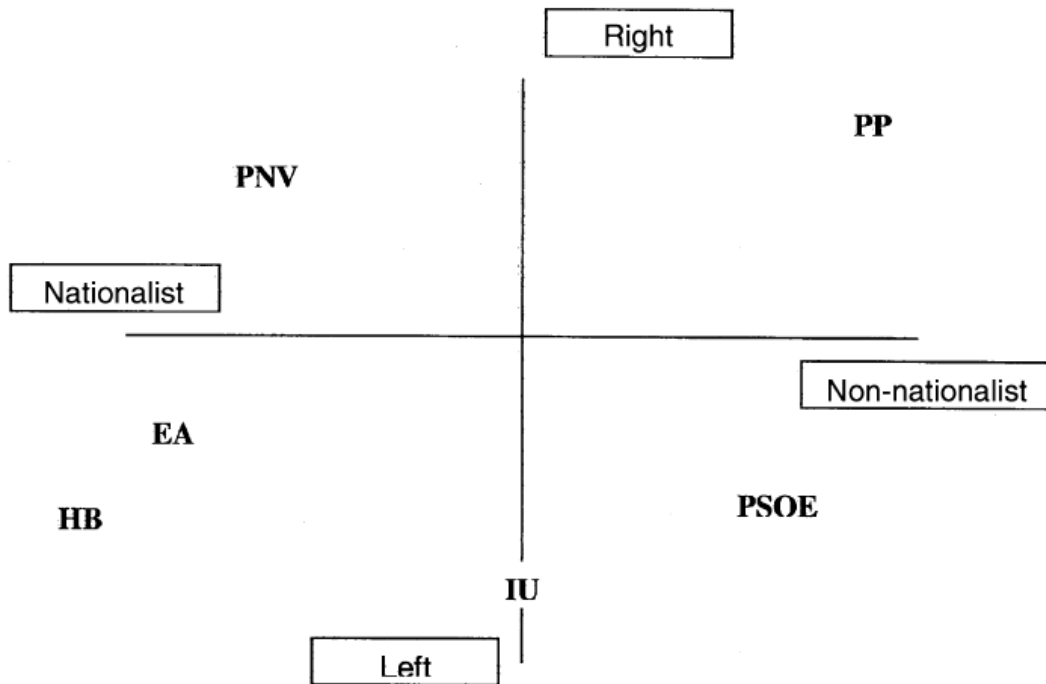 Right
PP
PNV
Nationalist
Non-nationalist
EA
PSOE
HB
IU
Left